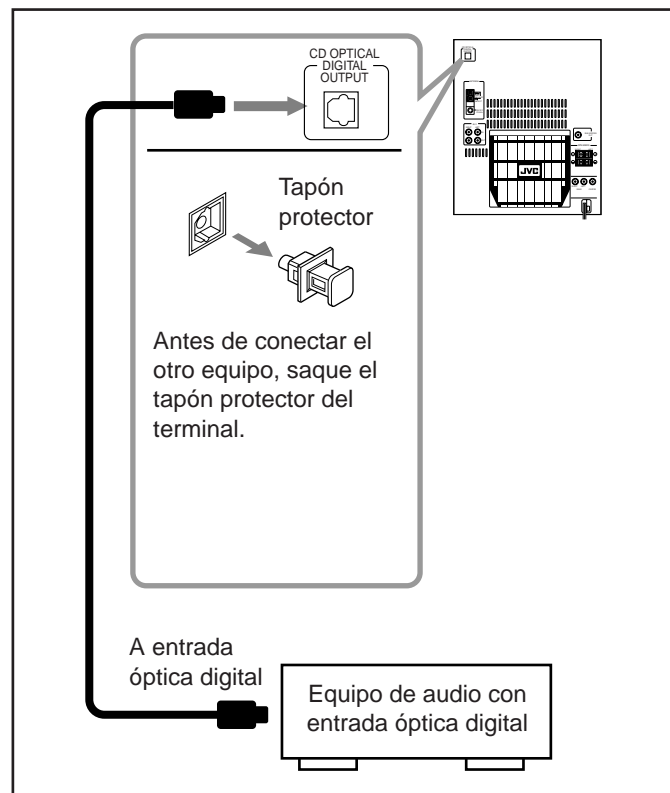 CD OPTICAL
DIGITAL
OUTPUT
JVC
Tapón
protector
Antes de conectar el
otro equipo, saque el
tapón protector del
terminal.
A entrada
óptica digital
Equipo de audio con
entrada óptica digital